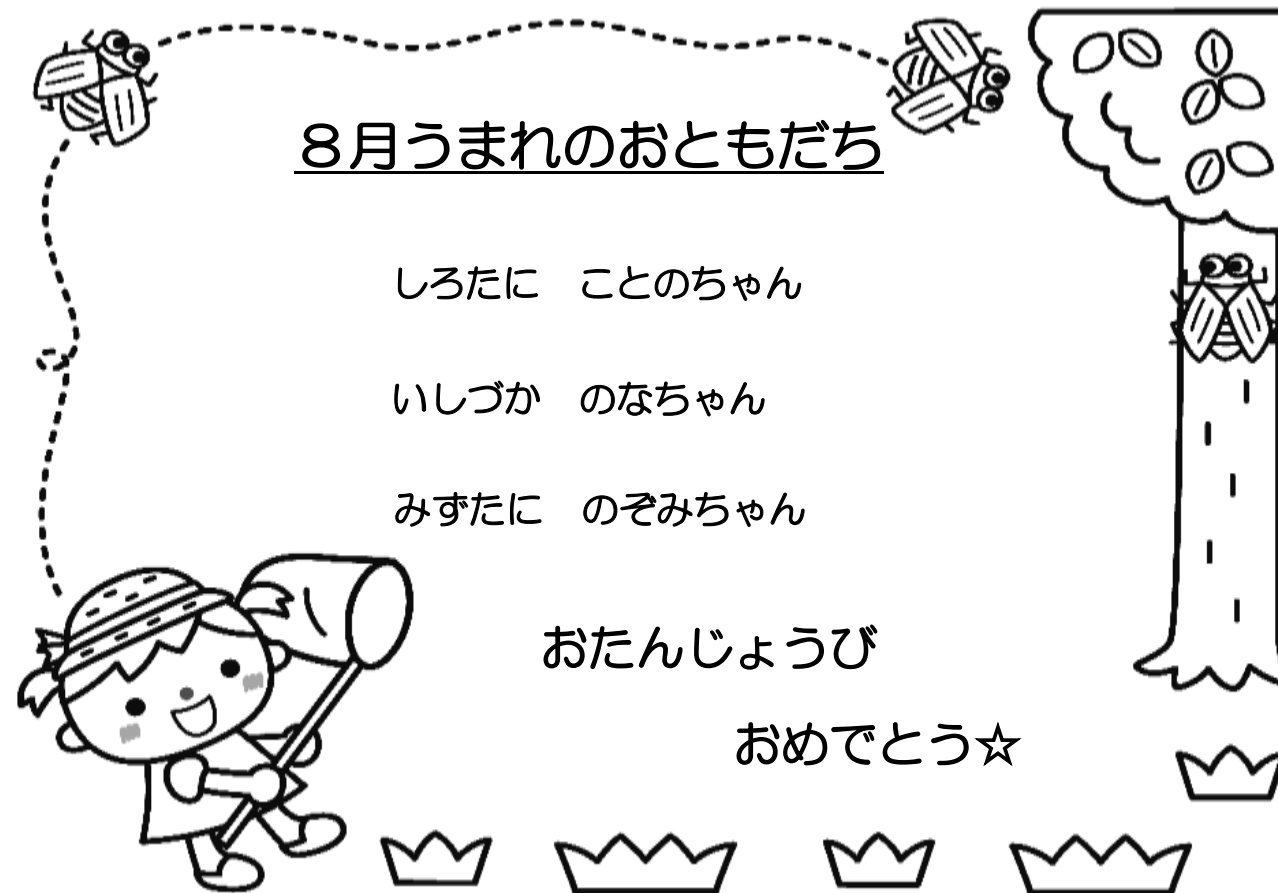 ８月うまれのおともだち
しろたに　ことのちゃん
いしづか　のなちゃん
みずたに　のぞみちゃん
おたんじょうび
おめでとう☆